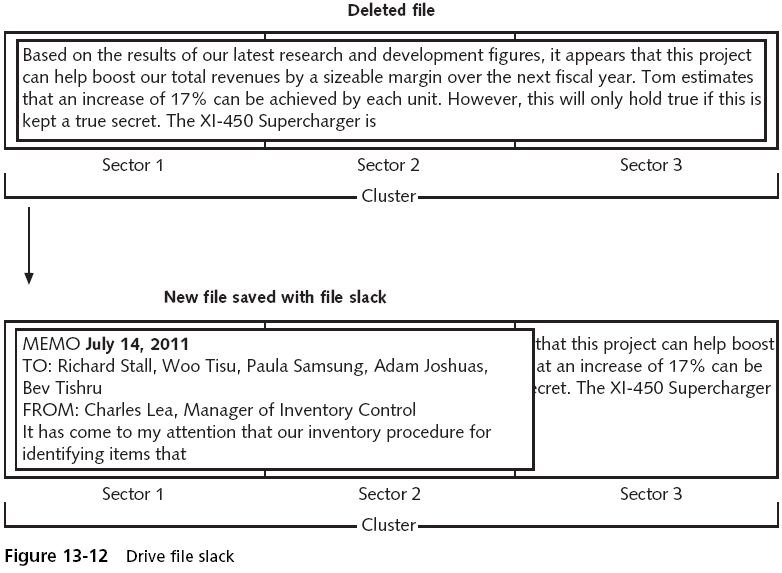 Deleted file
Based on the results of our latest research and development figures, it appears that this project
can help boost our total revenues by a sizeable margin over the next fiscal year. Tom estimates
that an increase of 17% can be achieved by each unit. However, this will only hold true if this is
kept a true secret. The XI-450 Supercharger is
Sector 1 Sector 2 Sector 3
Cluster
New file saved with file slack
MEMO July 14, 2011
TO: Richard Stall, Woo Tisu, Paula Samsung, Adam Joshuas,
Bev Tishru
FROM: Charles Lea, Manager of Inventory Control
It has come to my attention that our inventory procedure for
identifying items that
that this project can help boost
at an increase of 17% can be
ecret. The XI-450 Supercharger
Sector 1 Sector 2 Sector 3
Cluster
Figure 13-12 Drive file slack